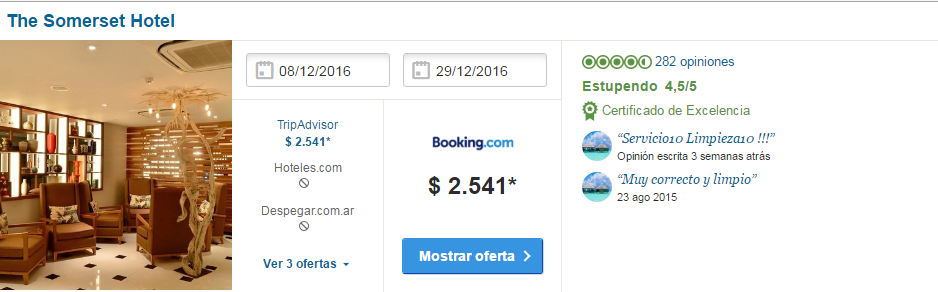 The Somerset Hotel
08/12/2016
29/12/2016
TripAdvisor
$ 2.541*
Hoteles.com
Despegar.com.ar
Ver 3 ofertas
Booking.com
$ 2.541*
Mostrar oferta
282 opiniones
Estupendo 4,5/5
Certificado de Excelencia
“Servicio10 Limpieza10 !!!”
Opinión escrita 3 semanas atrás
“Muy correcto y limpio”
23 ago 2015